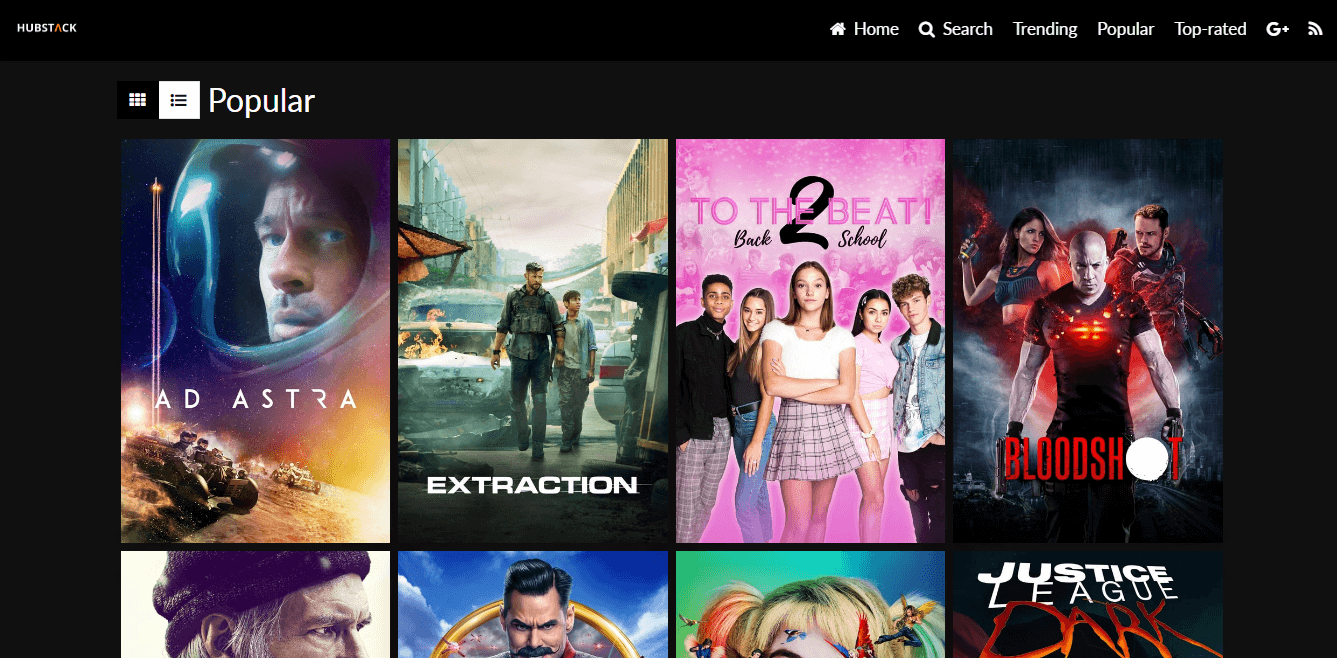 HUBSTΛCK
Home Search Trending Popular Top-rated G+
Popular
AD ASTRA
EXTRACTION
TO THE BEAT!
2
Back School
BLOODSHOT
JUSTICE
LEAGUE
DARK